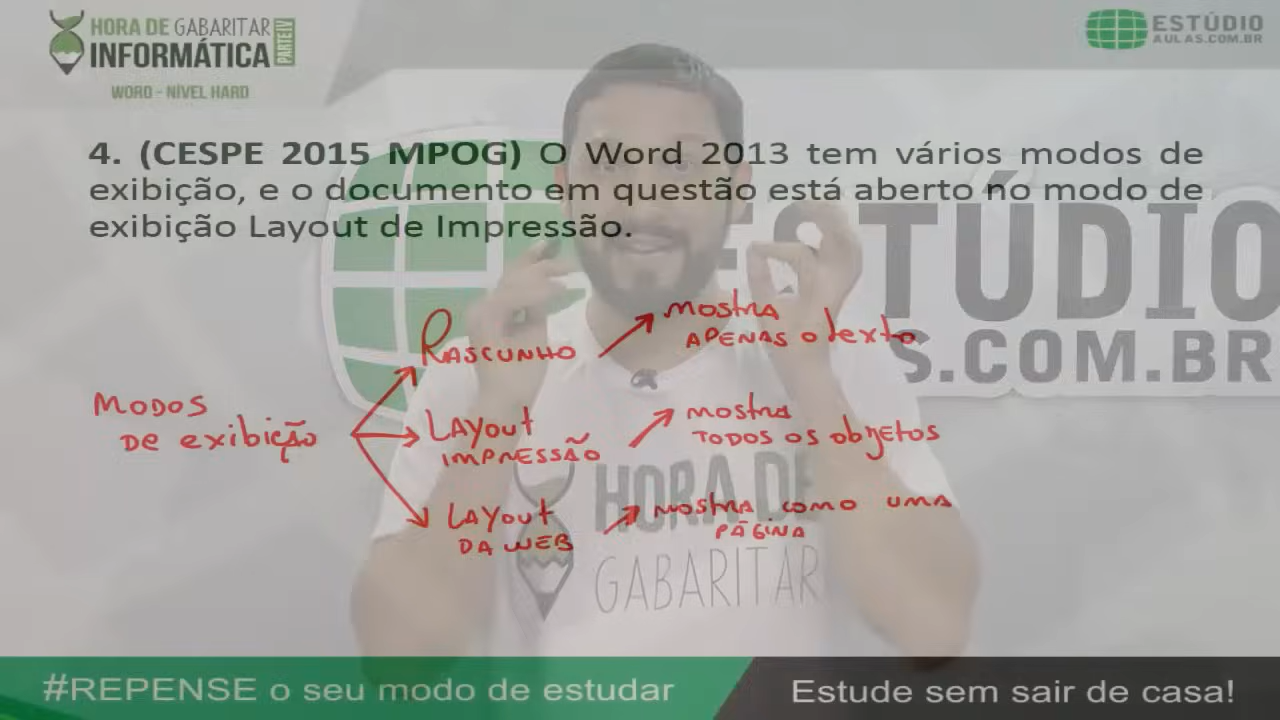 HORA DE GABARITAR
INFORMÁTICA PARTE IV
WORD - NÍVEL HARD
ESTÚDIO
AULAS.COM.BR
4. (CESPE 2015 MPOG) O Word 2013 tem vários modos de
exibição, e o documento em questão está aberto no modo de
exibição Layout de Impressão.
ESTÚDIO
S.COM.BR
RASCUNHO
MOSTRA
APENAS O texto
MODOS
DE exibição
LAYout
IMPRESSÃO
MOSTRA
TODOS OS objetos
LAYout
DA WEB
MOSTRA COMO UMA
PÁGINA
HORA DE
GABARITAR
#REPENSE o seu modo de estudar
Estude sem sair de casa!